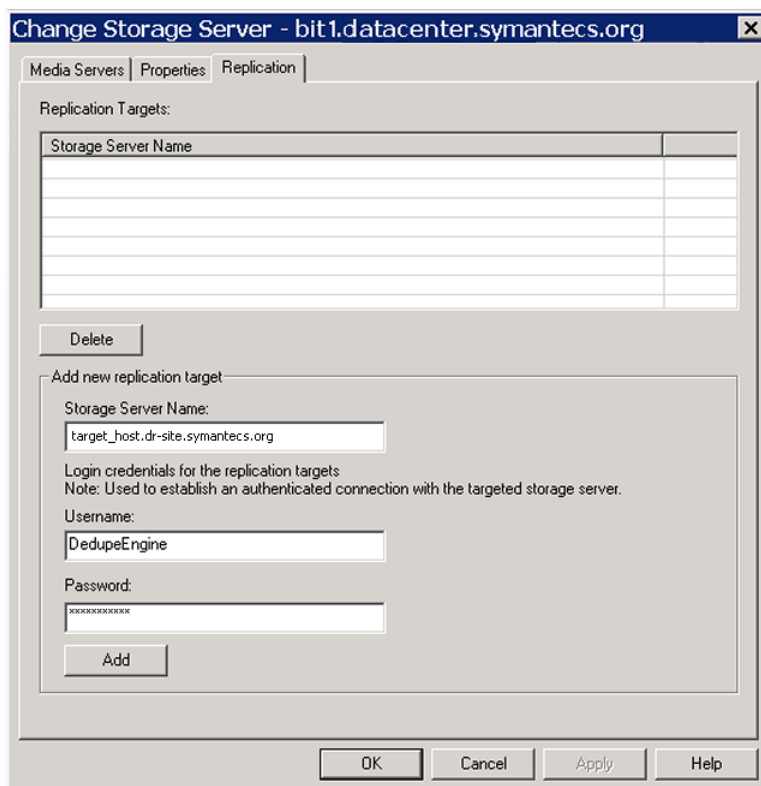 Change Storage Server - bit1.datacenter.symantecs.org
Media Servers Properties Replication
Replication Targets:
Storage Server Name
Delete
Add new replication target
Storage Server Name:
target_host.dr-site.symantecs.org
Login credentials for the replication targets
Note: Used to establish an authenticated connection with the targeted storage server.
Username:
DedupeEngine
Password:
***********
Add
OK Cancel Apply Help